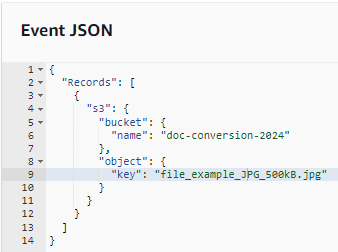 Event JSON
1 {
2 "Records": [
3 {
4 "s3": {
5 "bucket": {
6 "name": "doc-conversion-2024"
7 },
8 "object": {
9 "key": "file_example_JPG_500kB.jpg"
10 }
11 }
12 }
13 ]
14 }